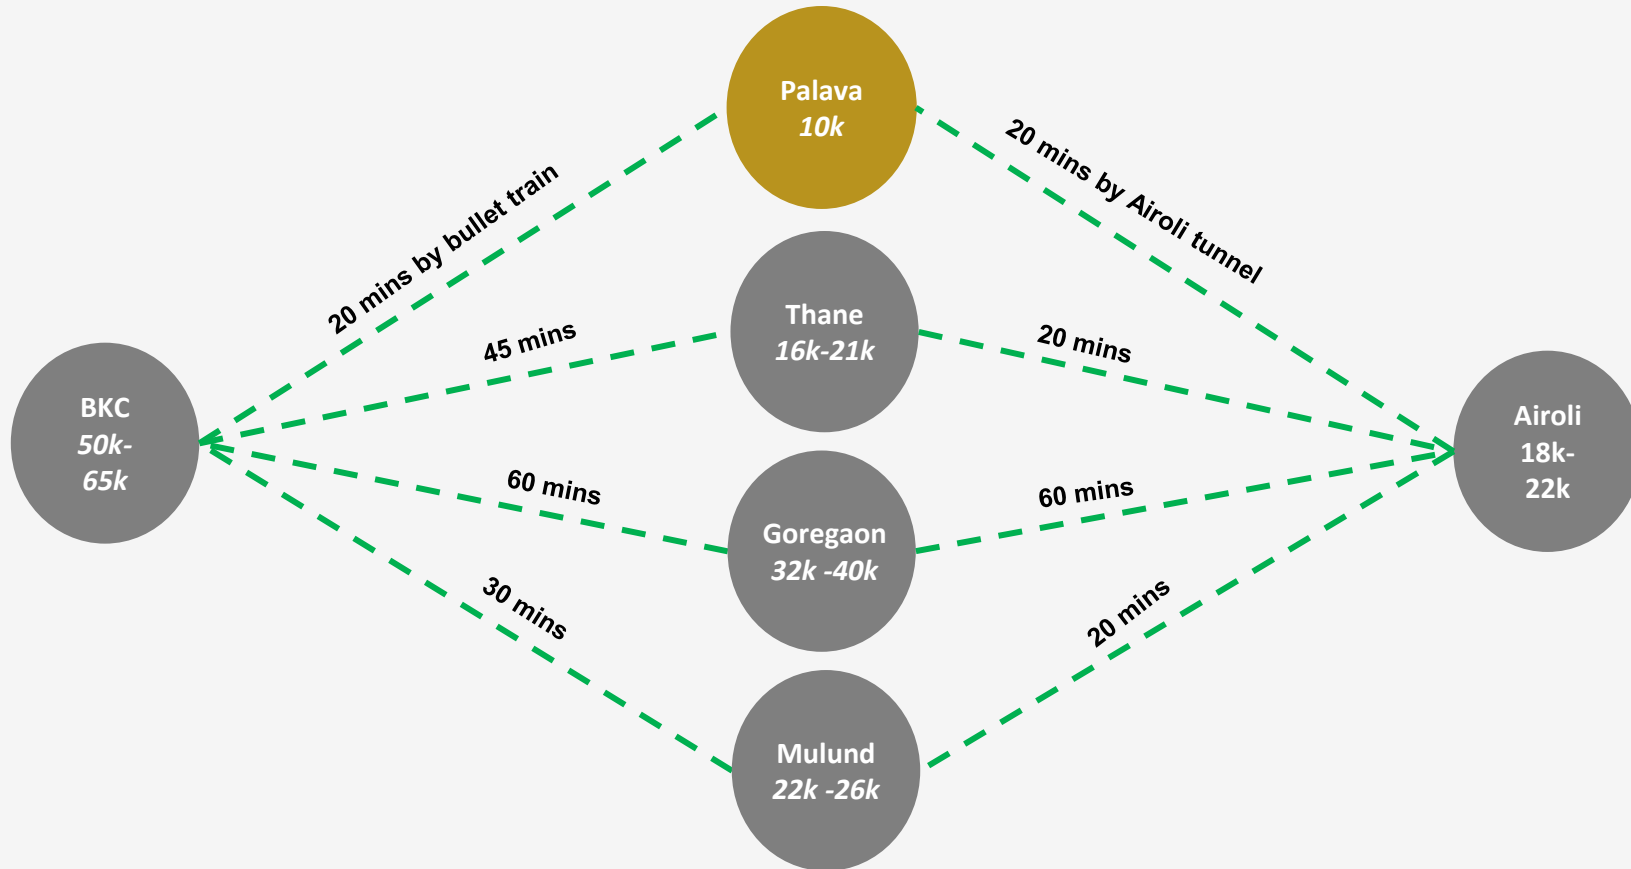 Palava
10k
20 mins by bullet train
20 mins by Airoli tunnel
Thane
16k-21k
45 mins
20 mins
BKC
50k-
65k
Airoli
18k-
22k
60 mins
60 mins
Goregaon
32k -40k
30 mins
20 mins
Mulund
22k -26k